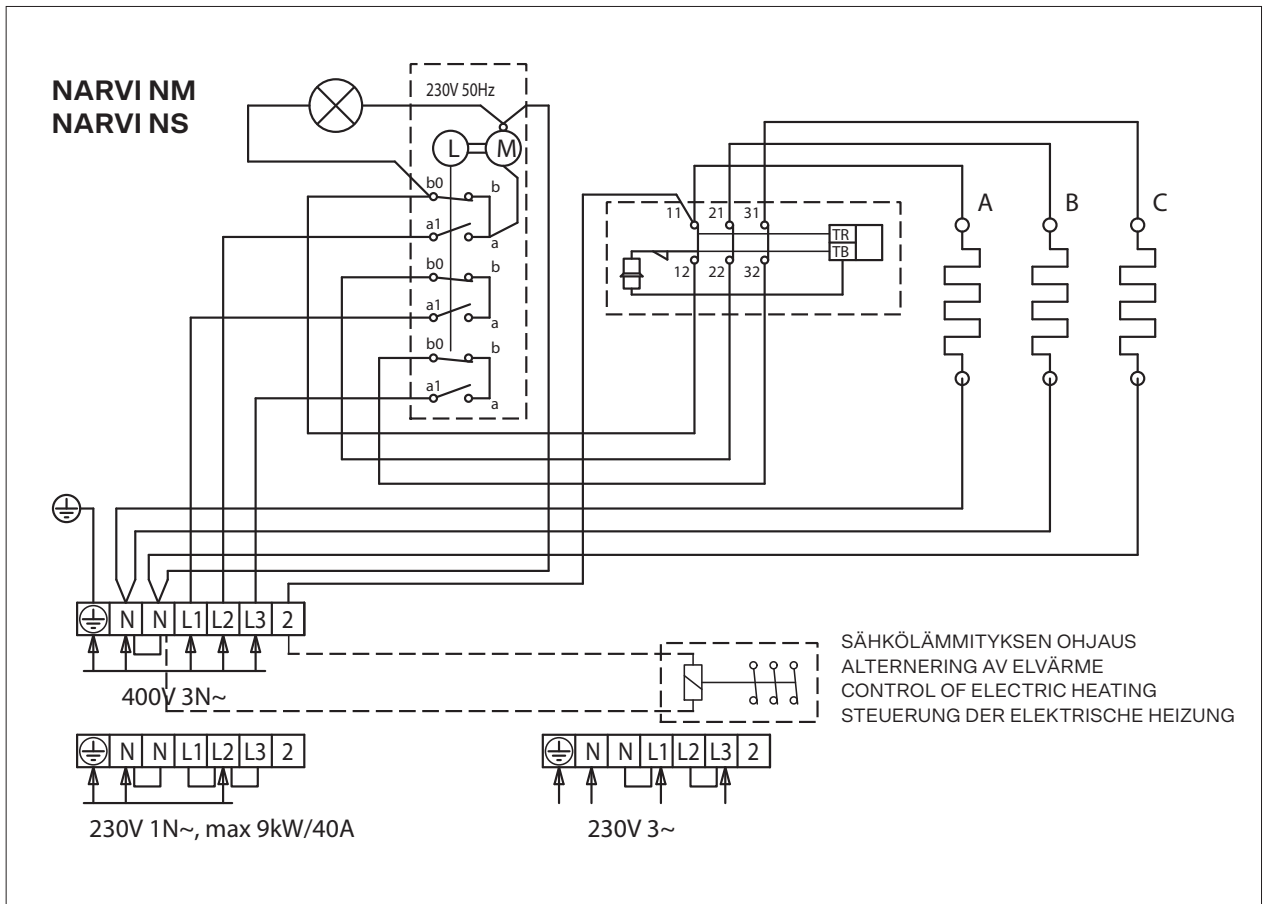 NARVI NM
NARVI NS
230V 50Hz
L M
b0 b
a1 a
b0 b
a1 a
b0 b
a1 a
11 21 31
TR
TB
12 22 32
A B C
N N L1 L2 L3 2
400V 3N~
SÄHKÖLÄMMITYKSEN OHJAUS
ALTERNERING AV ELVÄRME
CONTROL OF ELECTRIC HEATING
STEUERUNG DER ELEKTRISCHE HEIZUNG
N N L1 L2 L3 2
230V 1N~, max 9kW/40A
N N L1 L2 L3 2
230V 3~